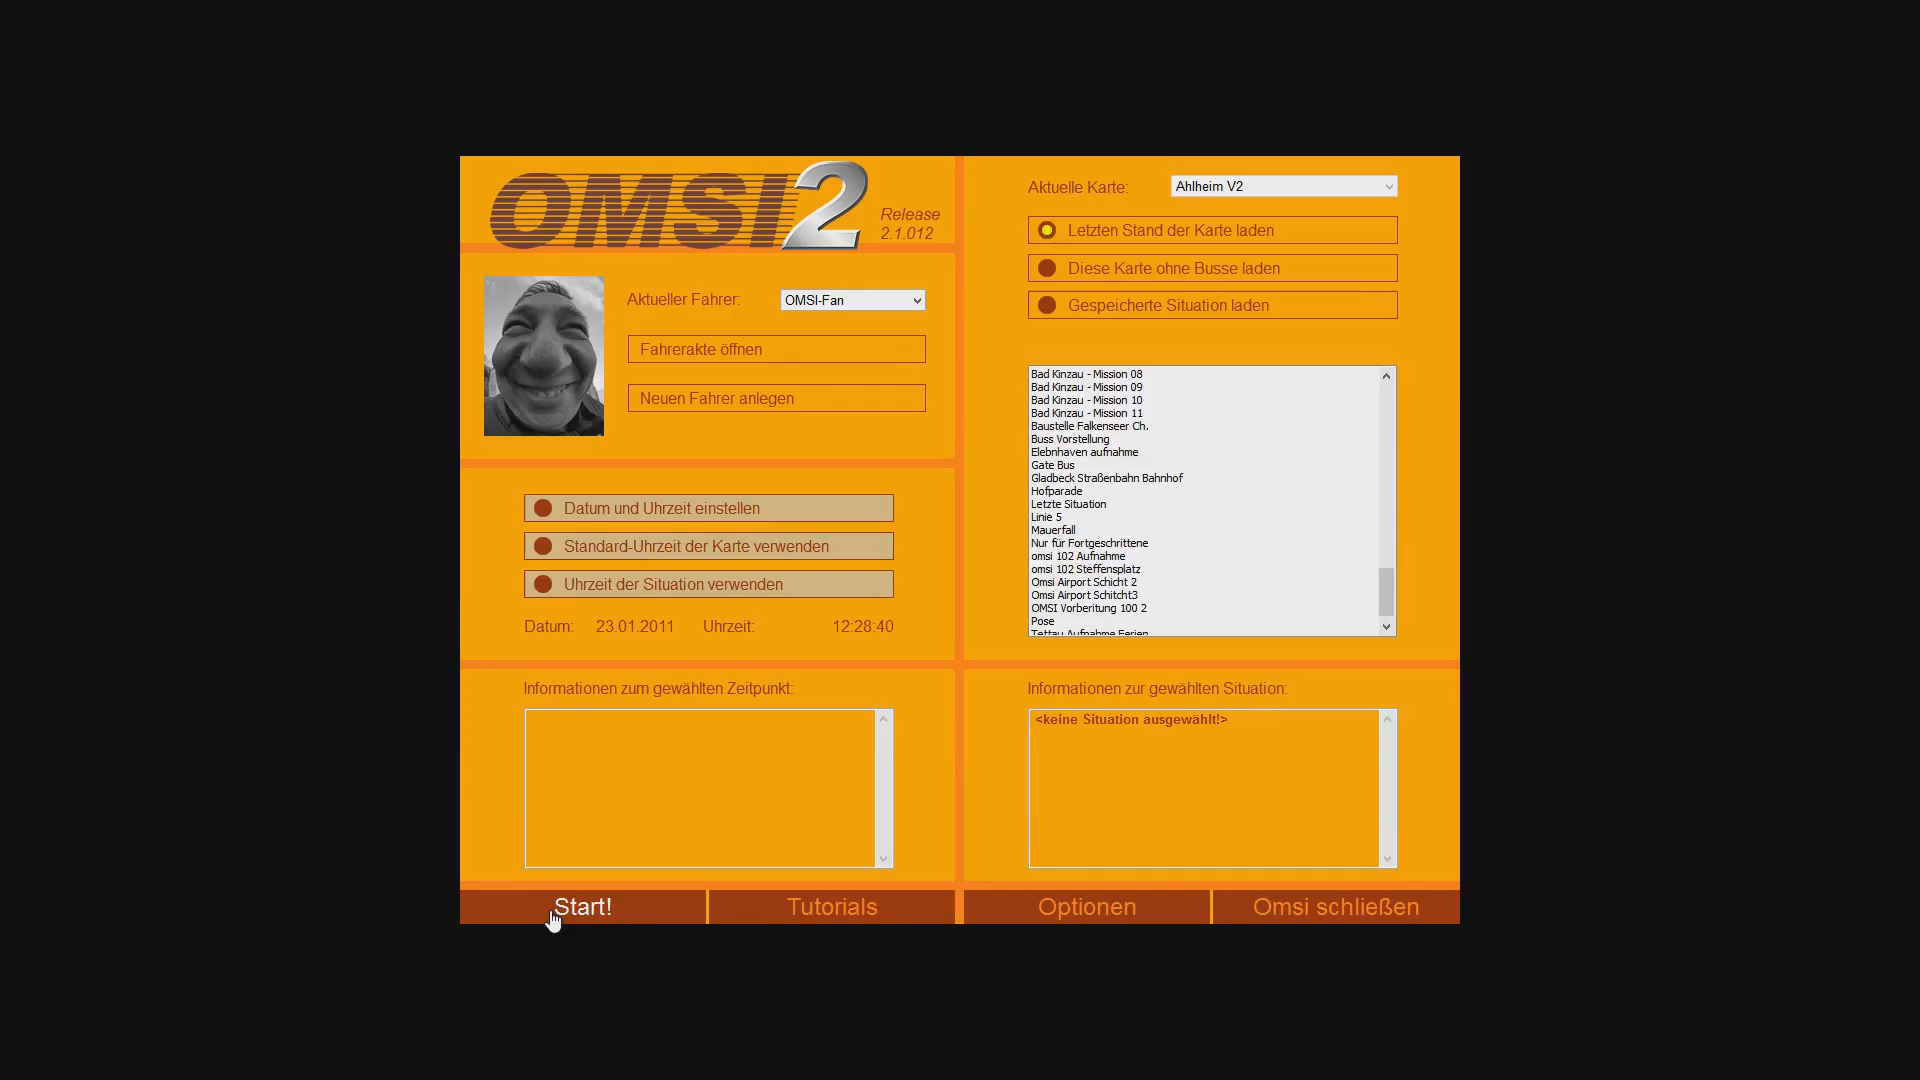 OMSI 2
Release
2.1.012
Aktueller Fahrer:
OMSI-Fan
Fahrerakte öffnen
Neuen Fahrer anlegen
Datum und Uhrzeit einstellen
Standard-Uhrzeit der Karte verwenden
Uhrzeit der Situation verwenden
Datum: 23.01.2011 Uhrzeit: 12:28:40
Informationen zum gewählten Zeitpunkt:
Aktuelle Karte:
Ahlheim V2
Letzten Stand der Karte laden
Diese Karte ohne Busse laden
Gespeicherte Situation laden
Bad Kinzau - Mission 08
Bad Kinzau - Mission 09
Bad Kinzau - Mission 10
Bad Kinzau - Mission 11
Baustelle Falkenseer Ch.
Buss Vorstellung
Elebnhaven aufnahme
Gate Bus
Gladbeck Straßenbahn Bahnhof
Hofparade
Letzte Situation
Linie 5
Mauerfall
Nur für Fortgeschrittene
omsi 102 Aufnahme
omsi 102 Steffensplatz
Omsi Airport Schicht 2
Omsi Airport Schitcht3
OMSI Vorberitung 100 2
Pose
Tettau Aufnahme Ferien
Informationen zur gewählten Situation:
<keine Situation ausgewählt!>
Start!
Tutorials
Optionen
Omsi schließen